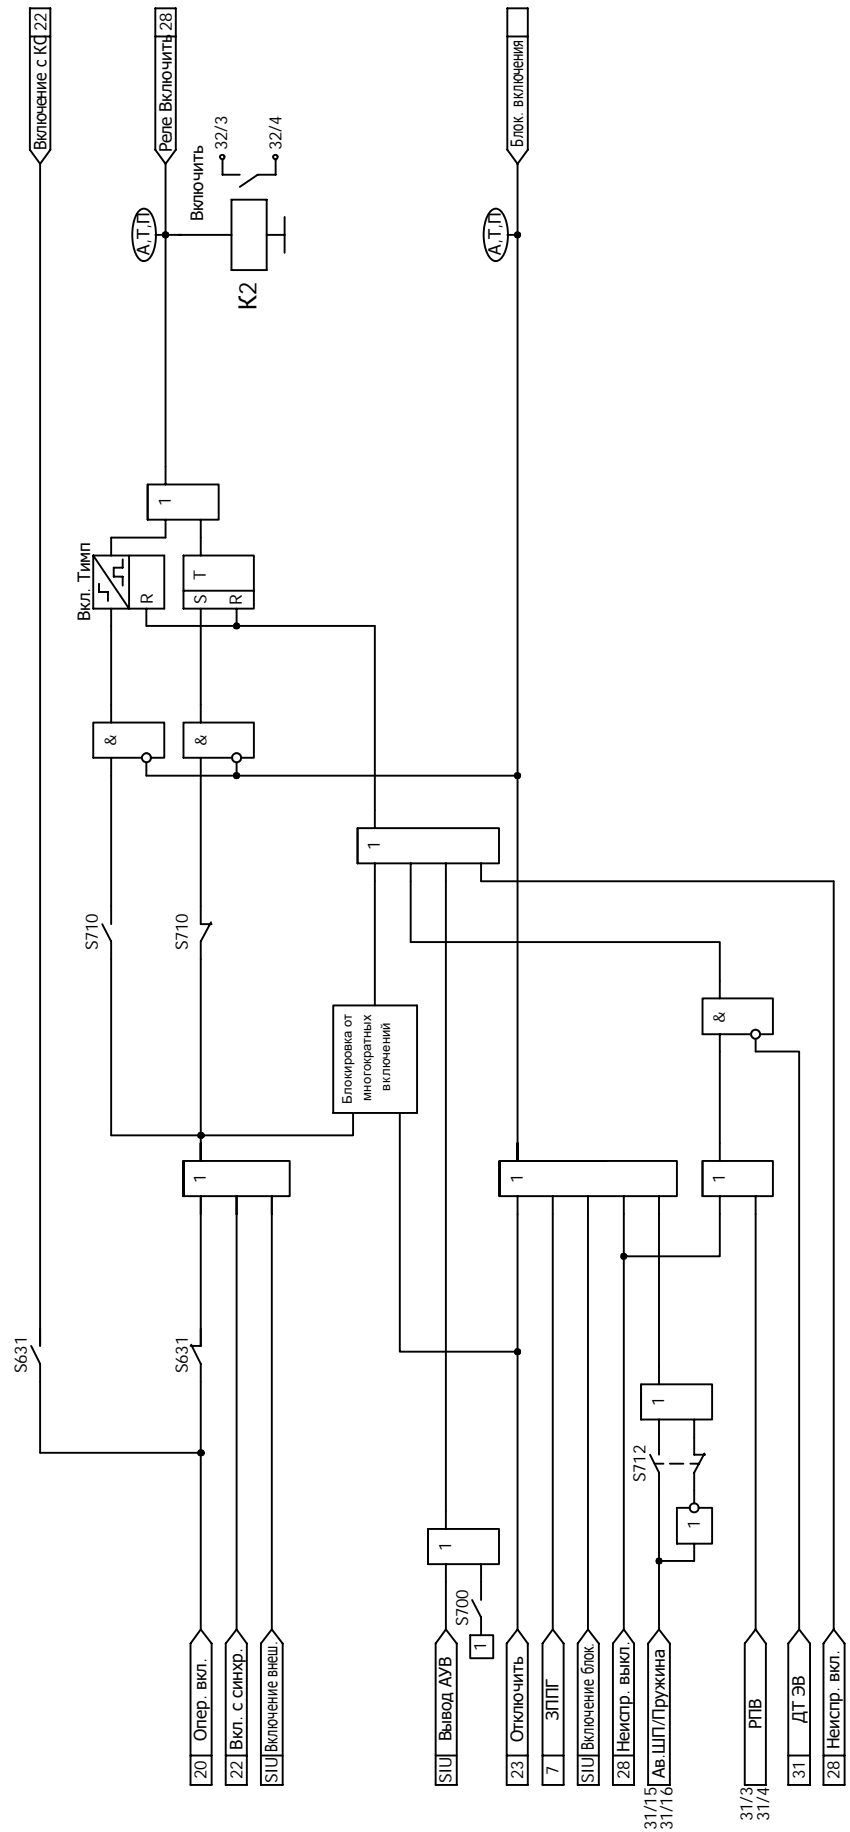 Включение с КС 22
Реле Включить 28
Блок. включения
А,Т,П
А,Т,П
Включить
32/3
32/4
К2
1
Вкл. Тимп
R
S T
R
&
&
1
S710
S710
&
Блокировка от
многократных
включений
1
1
1
S631
S631
1
S712
1
1
S700
1
20 Опер. вкл.
22 Вкл. с синхр.
SIU Включение внеш.
SIU Вывод АУВ
23 Отключить
7 ЗППГ
SIU Включение блок.
28 Неиспр. выкл.
31/15
31/16
Ав.ШП/Пружина
31/3
31/4
РПВ
31 ДТ ЭВ
28 Неиспр. вкл.